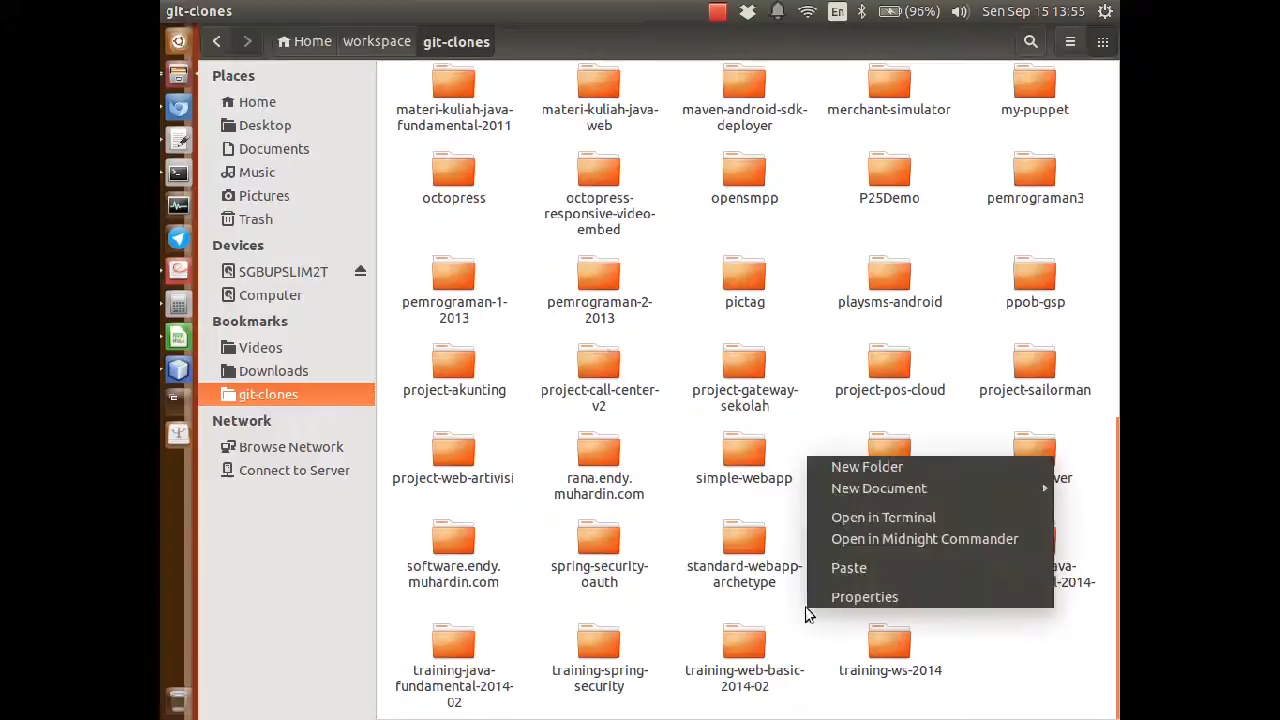 git-clones
En
(96%)
Sen Sep 15 13:55
Home
workspace
git-clones
Places
Home
Desktop
Documents
Music
Pictures
Trash
Devices
SGBUPSLIM2T
Computer
Bookmarks
Videos
Downloads
git-clones
Network
Browse Network
Connect to Server
materi-kuliah-java-
fundamental-2011
materi-kuliah-java-
web
maven-android-sdk-
deployer
merchant-simulator
my-puppet
octopress
octopress-
responsive-video-
embed
opensmpp
P25Demo
pemrograman3
pemrograman-1-
2013
pemrograman-2-
2013
pictag
playsms-android
ppob-gsp
project-akunting
project-call-center-
v2
project-gateway-
sekolah
project-pos-cloud
project-sailorman
project-web-artivisi
rana.endy.
muhardin.com
simple-webapp
ver
software.endy.
muhardin.com
spring-security-
oauth
standard-webapp-
archetype
ava-
l-2014-
training-java-
fundamental-2014-
02
training-spring-
security
training-web-basic-
2014-02
training-ws-2014
New Folder
New Document
Open in Terminal
Open in Midnight Commander
Paste
Properties